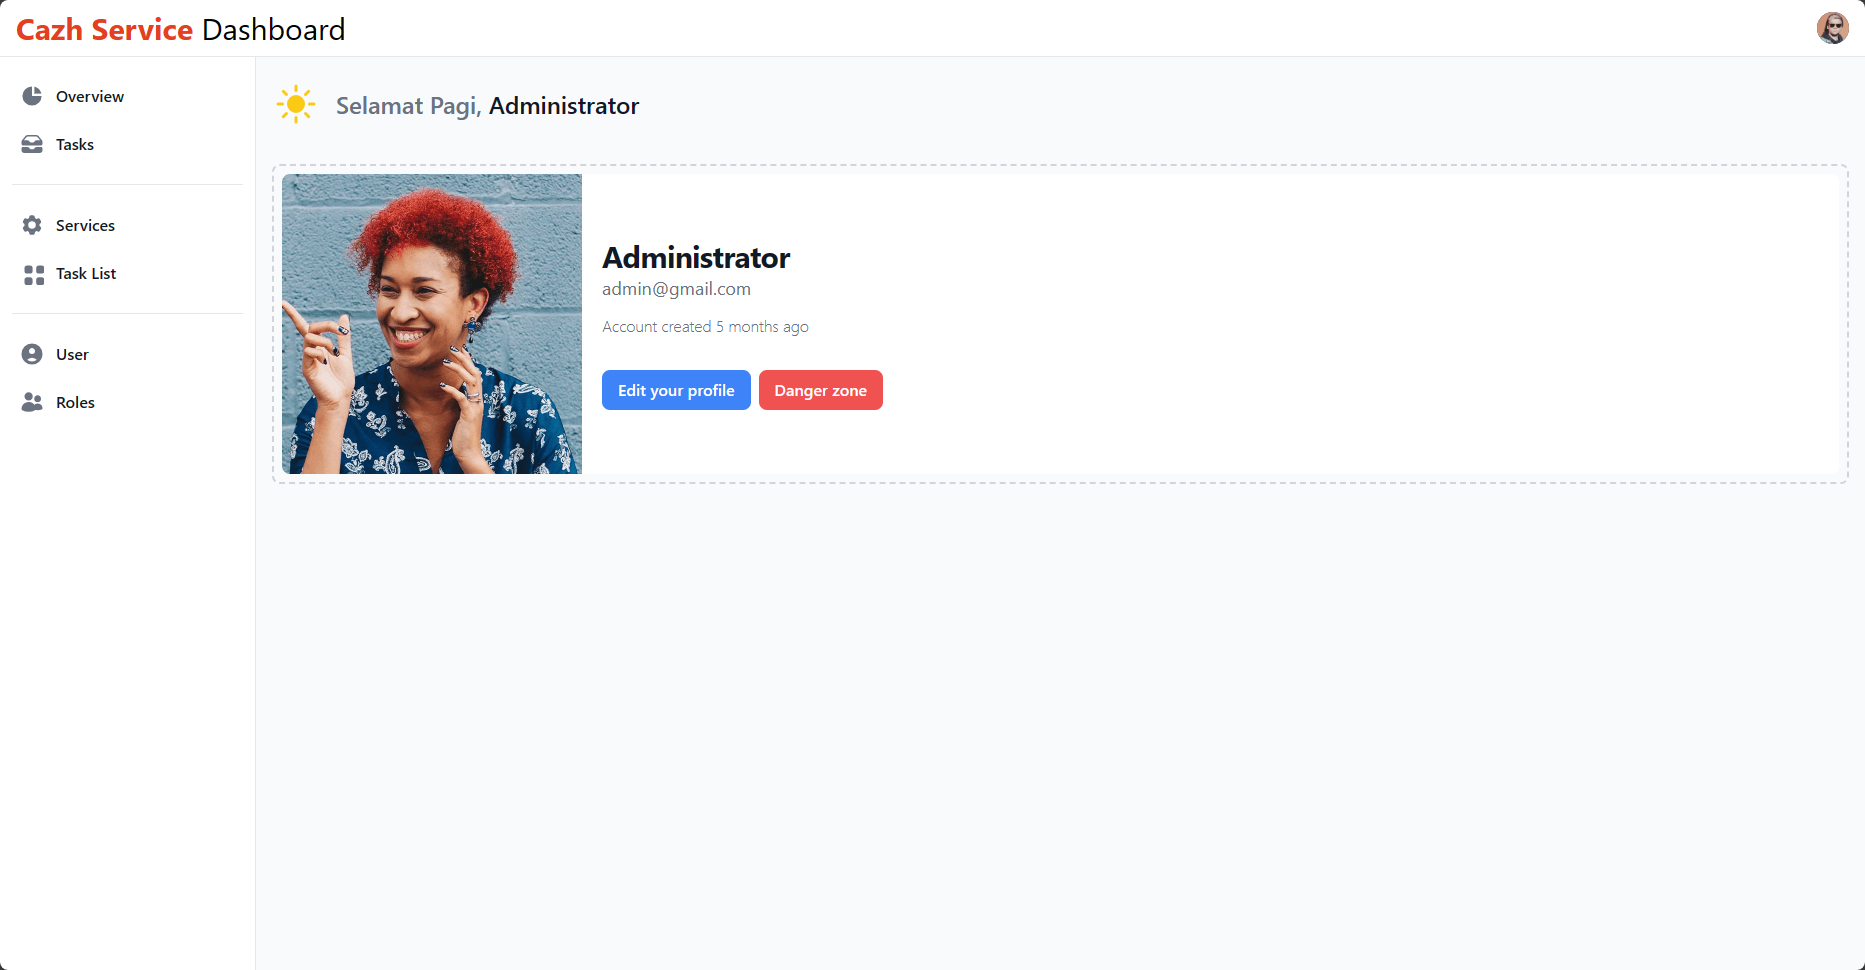 Cazh Service Dashboard
Overview
Tasks
Services
Task List
User
Roles
Selamat Pagi, Administrator
Administrator
admin@gmail.com
Account created 5 months ago
Edit your profile
Danger zone